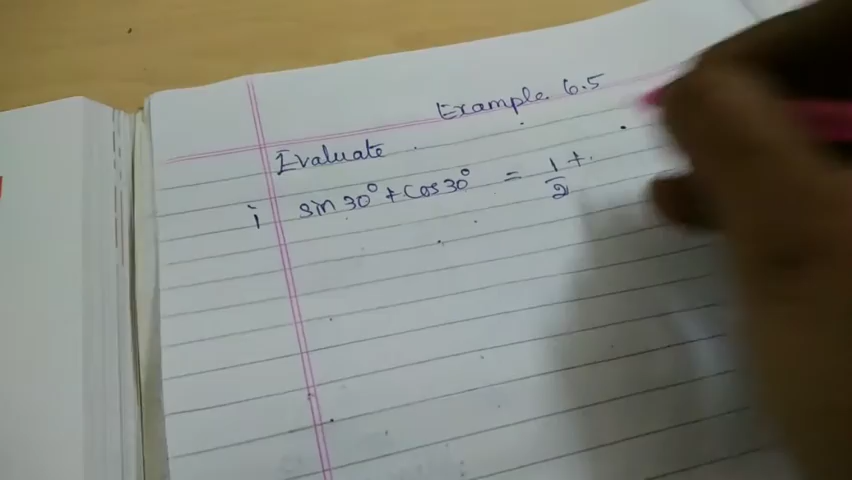 Example 6.5
Evaluate
i sin 30° + cos 30° = 1/2 +